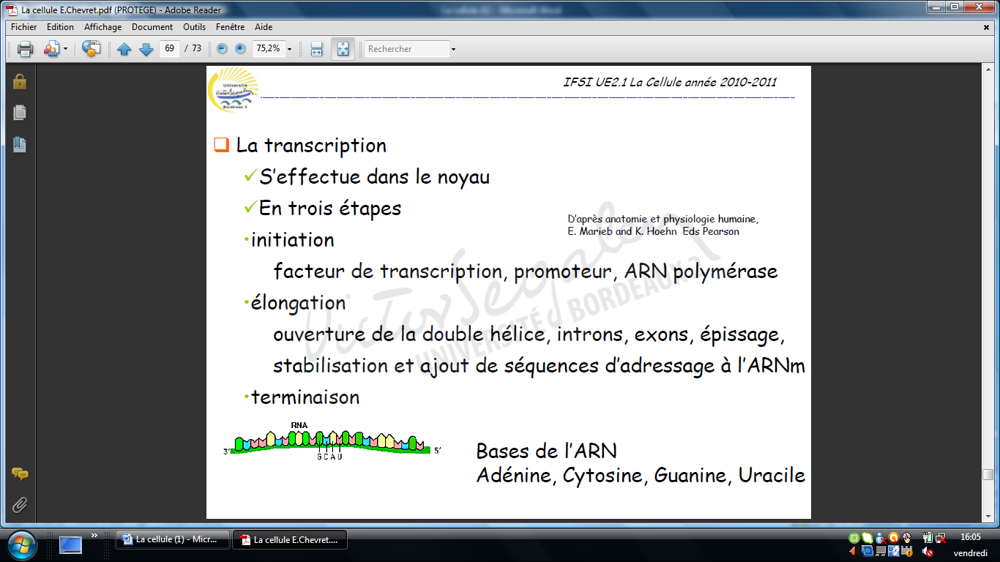 La cellule E.Chevret.pdf (PROTEGE) - Adobe Reader
Fichier Edition Affichage Document Outils Fenêtre Aide
69 / 73 75,2% Rechercher
Université
Victor Segalen
Bordeaux 2
IFSI UE2.1 La Cellule année 2010-2011
La transcription
S'effectue dans le noyau
En trois étapes
D'après anatomie et physiologie humaine,
E. Marieb and K. Hoehn Eds Pearson
initiation
facteur de transcription, promoteur, ARN polymérase
élongation
ouverture de la double hélice, introns, exons, épissage,
stabilisation et ajout de séquences d'adressage à l'ARNm
terminaison
Victor Segalen
UNIVERSITÉ BORDEAUX 2
RNA
3' 5'
G C A U
Bases de l'ARN
Adénine, Cytosine, Guanine, Uracile
La cellule (1) - Micr...
La cellule E.Chevret....
16:05
vendredi